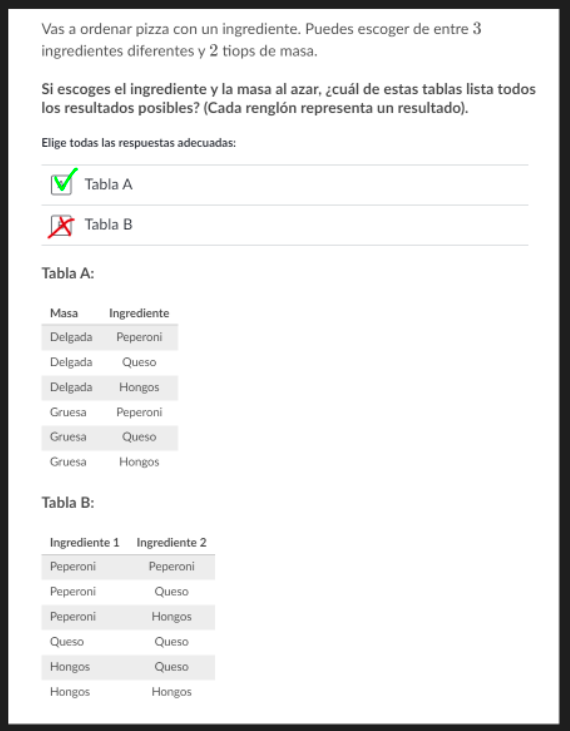 Vas a ordenar pizza con un ingrediente. Puedes escoger de entre 3
ingredientes diferentes y 2 tiops de masa.
Si escoges el ingrediente y la masa al azar, ¿cuál de estas tablas lista todos
los resultados posibles? (Cada renglón representa un resultado).
Elige todas las respuestas adecuadas:
Tabla A
Tabla B
Tabla A:
Masa Ingrediente
Delgada Peperoni
Delgada Queso
Delgada Hongos
Gruesa Peperoni
Gruesa Queso
Gruesa Hongos
Tabla B:
Ingrediente 1 Ingrediente 2
Peperoni Peperoni
Peperoni Queso
Peperoni Hongos
Queso Queso
Hongos Queso
Hongos Hongos